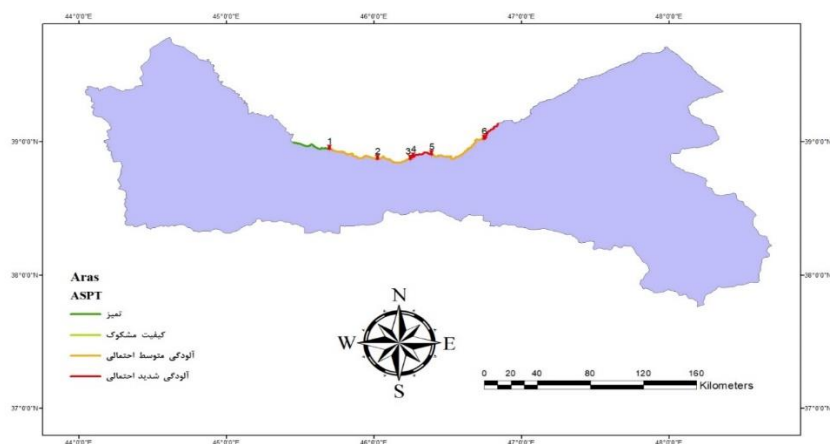 44°0'0"E 45°0'0"E 46°0'0"E 47°0'0"E 48°0'0"E
39°0'0"N 39°0'0"N
1 2 34 5 6
38°0'0"N 38°0'0"N
37°0'0"N 37°0'0"N
Aras
ASPT
تمیز
کیفیت مشکوک
آلودگی متوسط احتمالی
آلودگی شدید احتمالی
N
W E
S
0 20 40 80 120 160
Kilometers
44°0'0"E 45°0'0"E 46°0'0"E 47°0'0"E 48°0'0"E